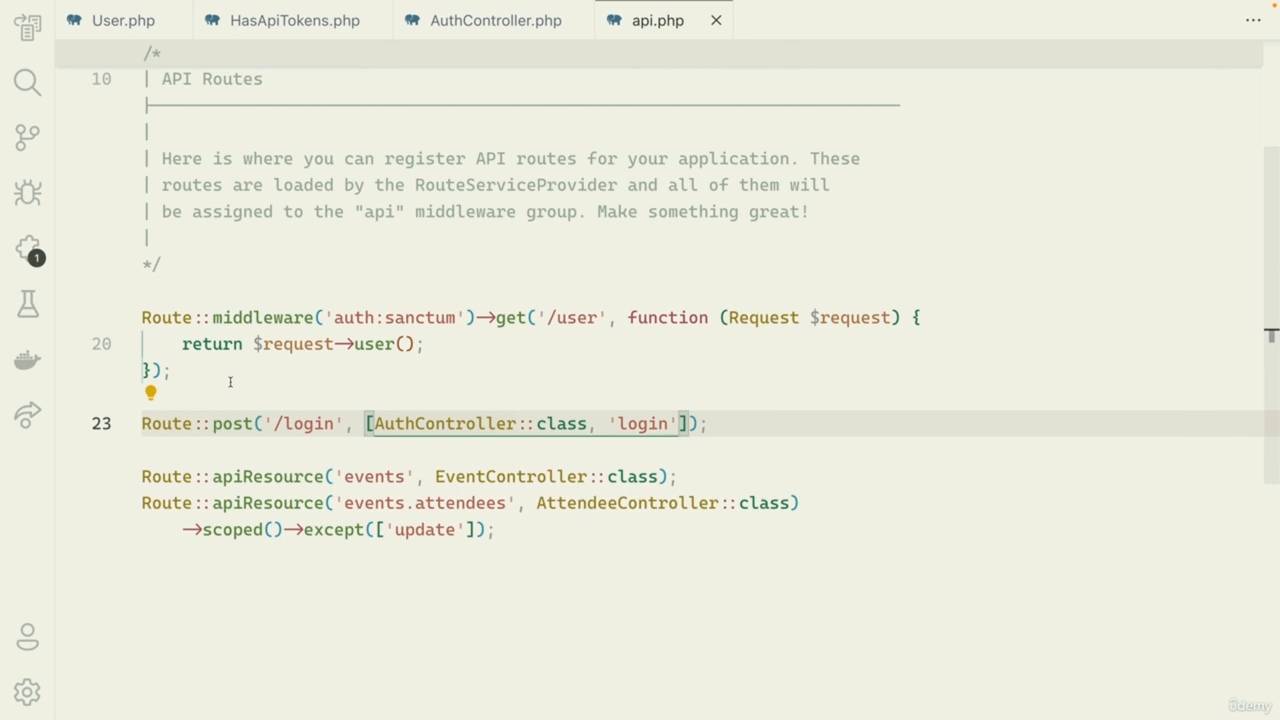 User.php
HasApiTokens.php
AuthController.php
api.php
/*
10 | API Routes
|
| Here is where you can register API routes for your application. These
| routes are loaded by the RouteServiceProvider and all of them will
| be assigned to the "api" middleware group. Make something great!
|
*/
Route::middleware('auth:sanctum')->get('/user', function (Request $request) {
20 return $request->user();
});
23 Route::post('/login', [AuthController::class, 'login']);
Route::apiResource('events', EventController::class);
Route::apiResource('events.attendees', AttendeeController::class)
->scoped()->except(['update']);
1
ûdemy